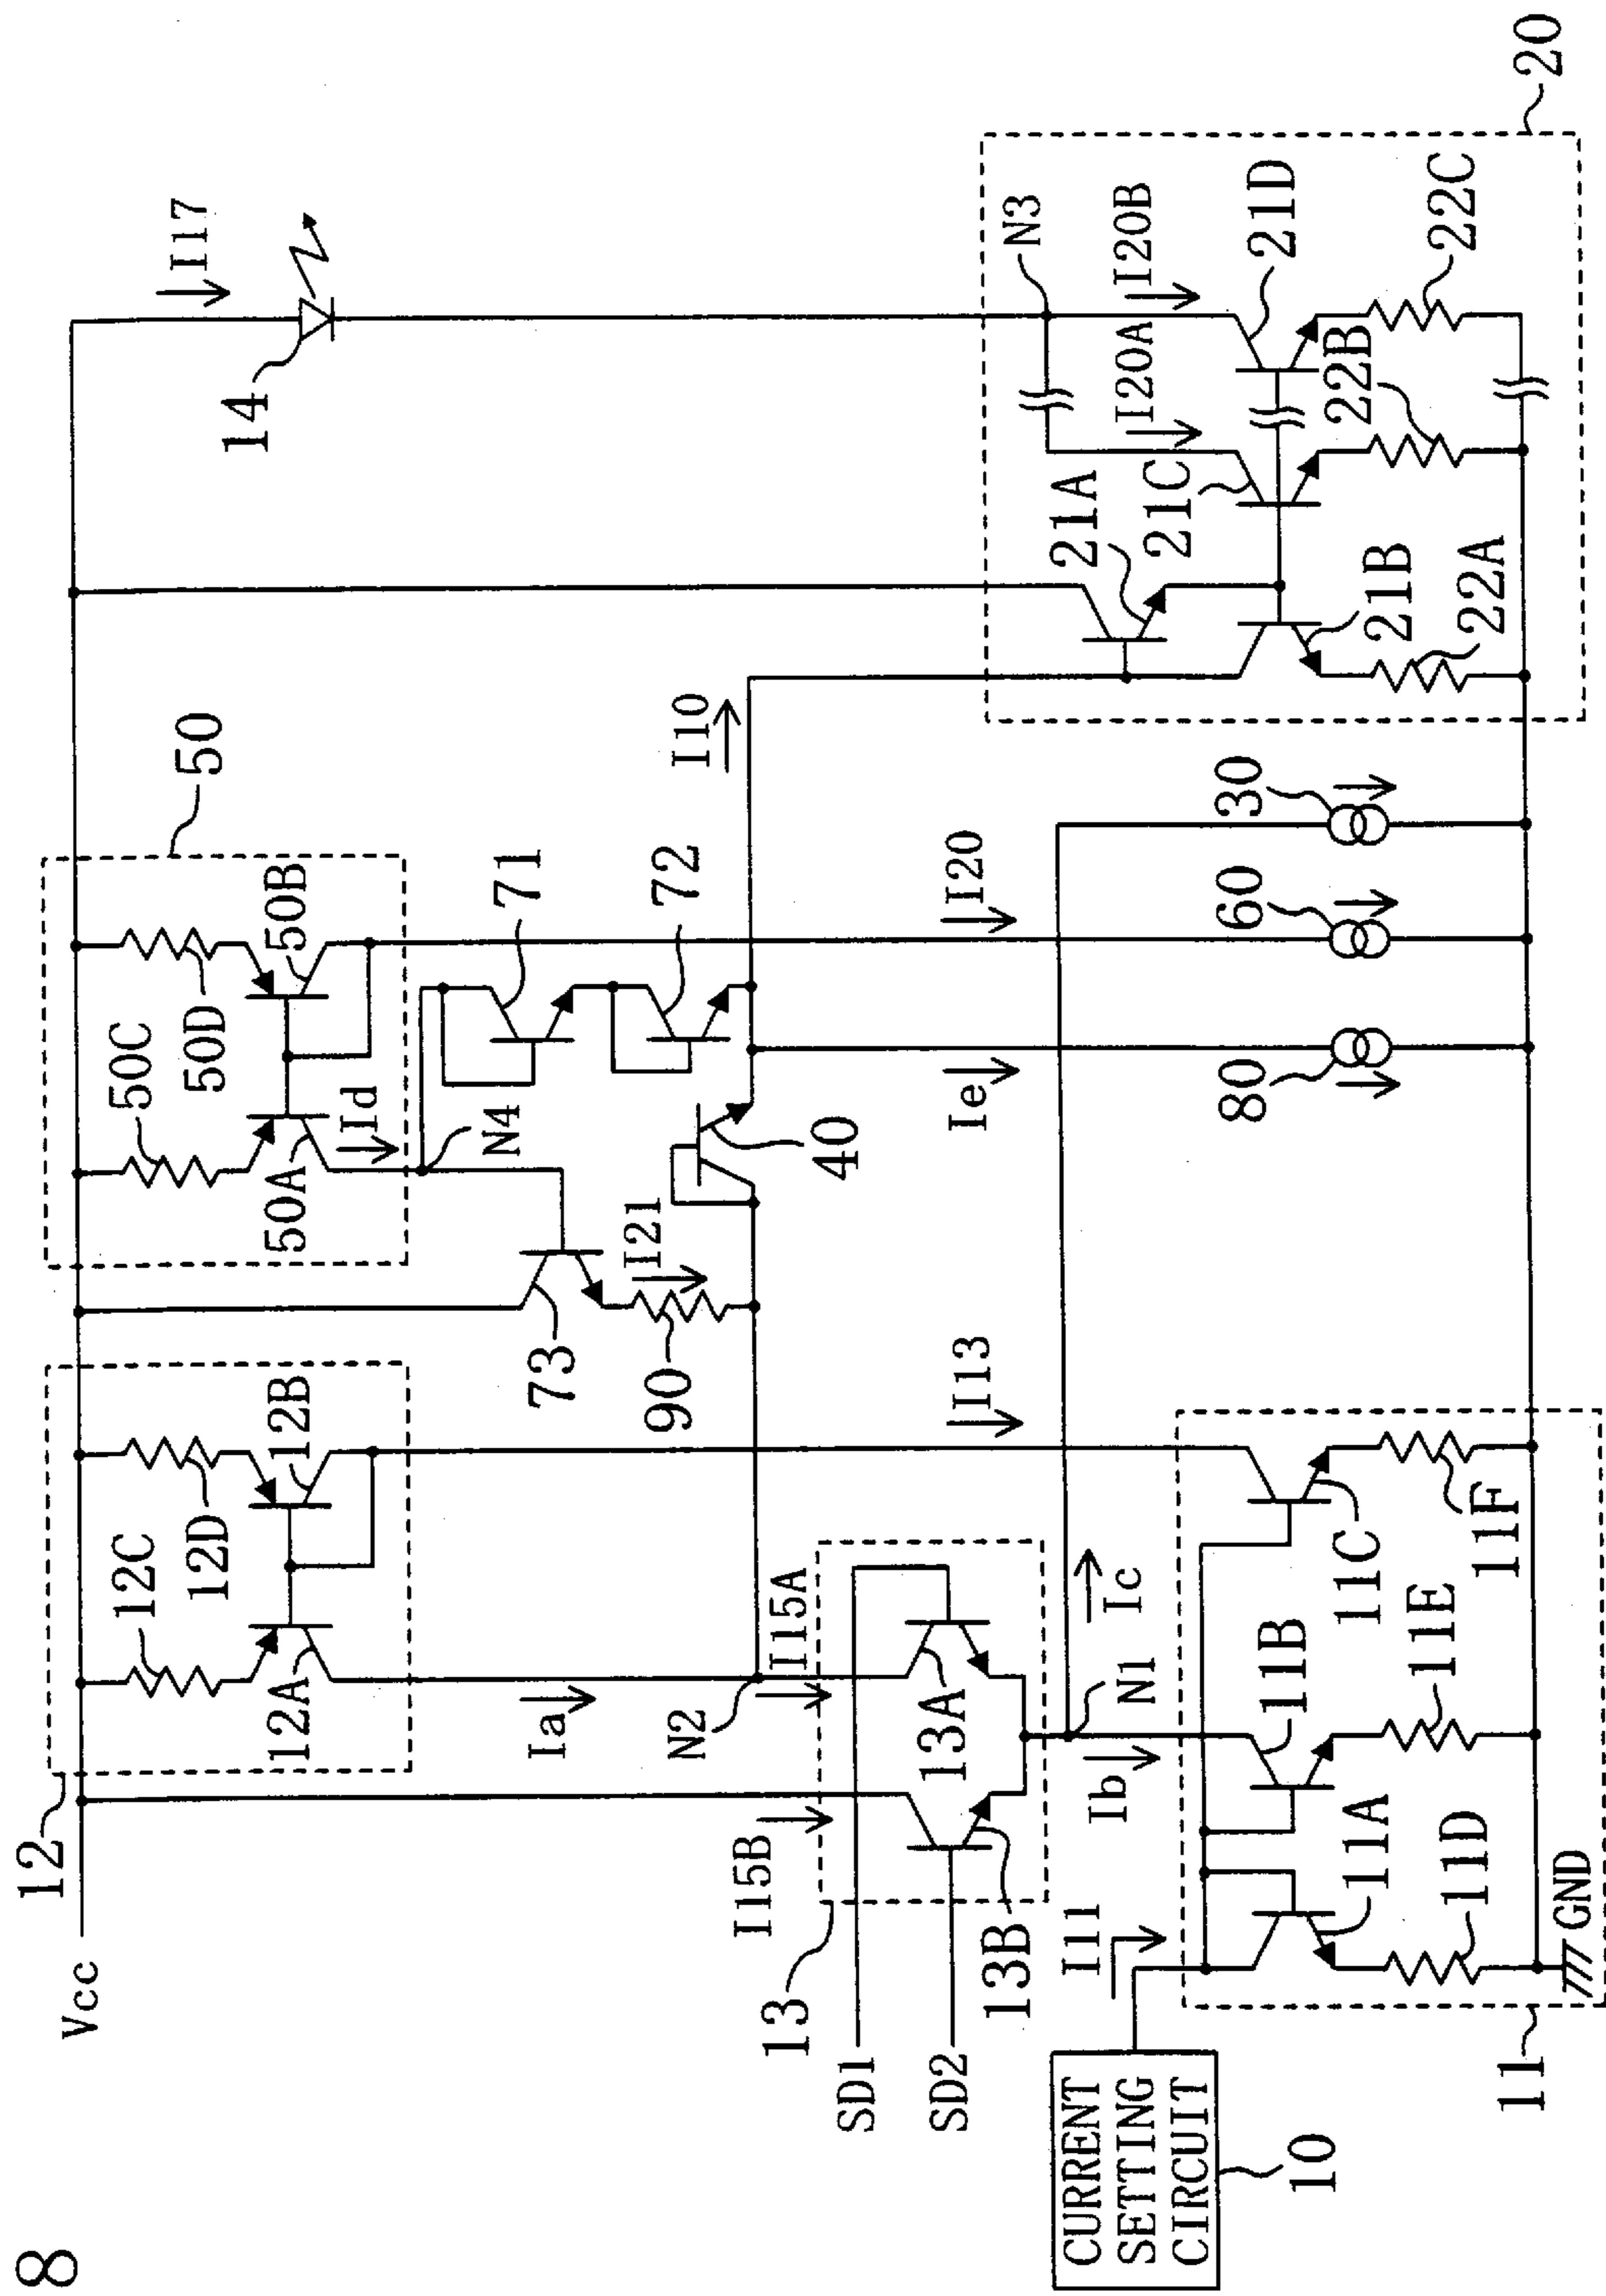 8
Vcc
12
12C
12D
12A
12B
50
50C
50D
50A
50B
Id
N4
71
72
73
I21
90
40
14
I17
Ia
N2
I15A
I15B
13
13A
13B
SD1
SD2
I13
Ie
I20
I10
80
60
30
N1
Ib
Ic
CURRENT
SETTING
CIRCUIT
10
I11
11
11A
11B
11C
11D
11E
11F
GND
20
N3
I20A
I20B
21A
21B
21C
21D
22A
22B
22C